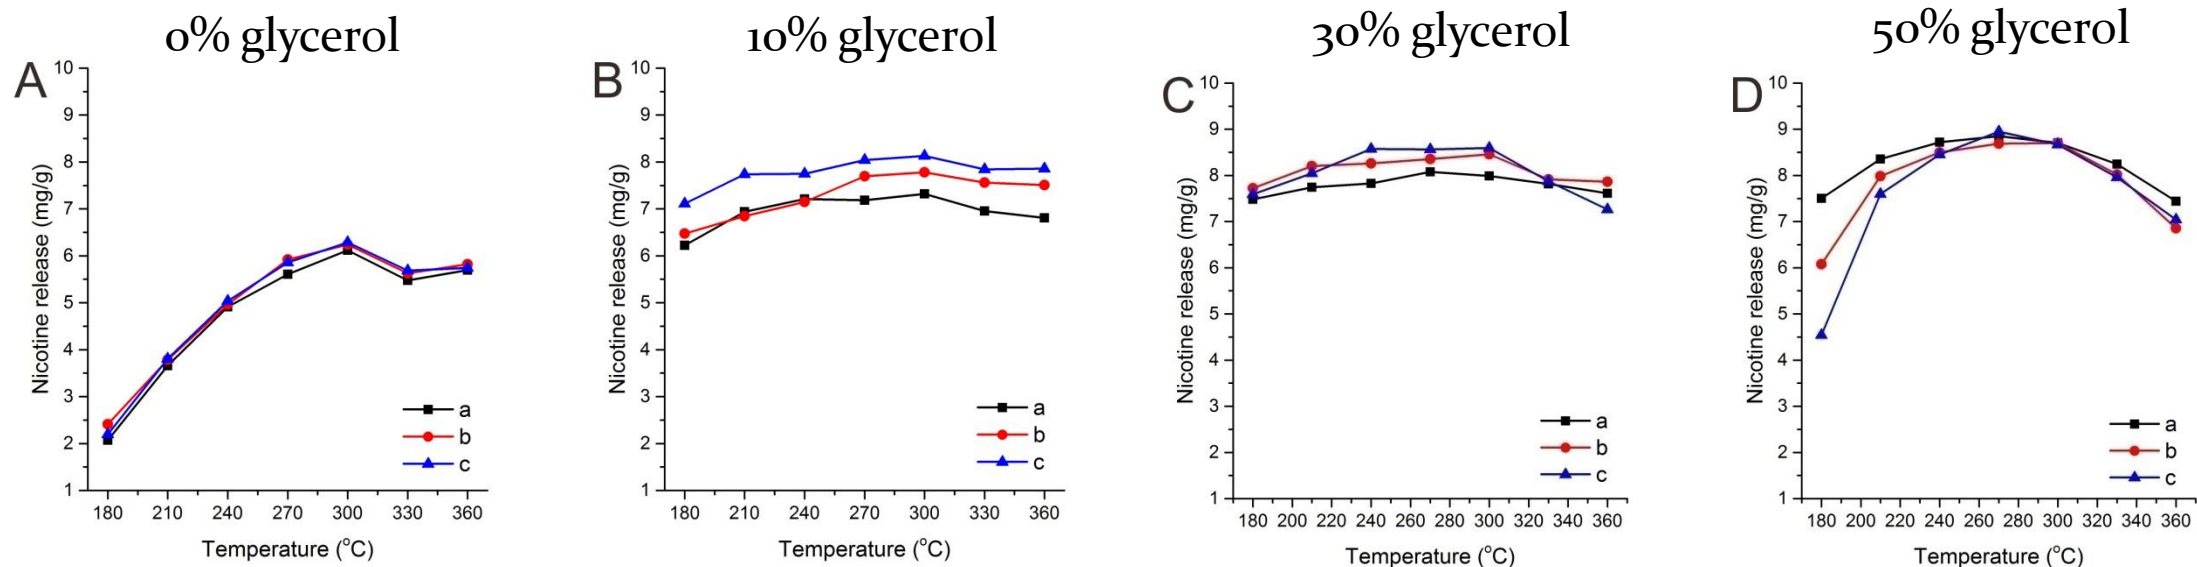 0% glycerol
A
10
9
8
7
6
5
4
3
2
1
Nicotine release (mg/g)
180 210 240 270 300 330 360
Temperature (°C)
a
b
c
10% glycerol
B
10
9
8
7
6
5
4
3
2
1
Nicotine release (mg/g)
180 210 240 270 300 330 360
Temperature (°C)
a
b
c
30% glycerol
C
10
9
8
7
6
5
4
3
2
1
Nicotine release (mg/g)
180 200 220 240 260 280 300 320 340 360
Temperature (°C)
a
b
c
50% glycerol
D
10
9
8
7
6
5
4
3
2
1
Nicotine release (mg/g)
180 200 220 240 260 280 300 320 340 360
Temperature (°C)
a
b
c